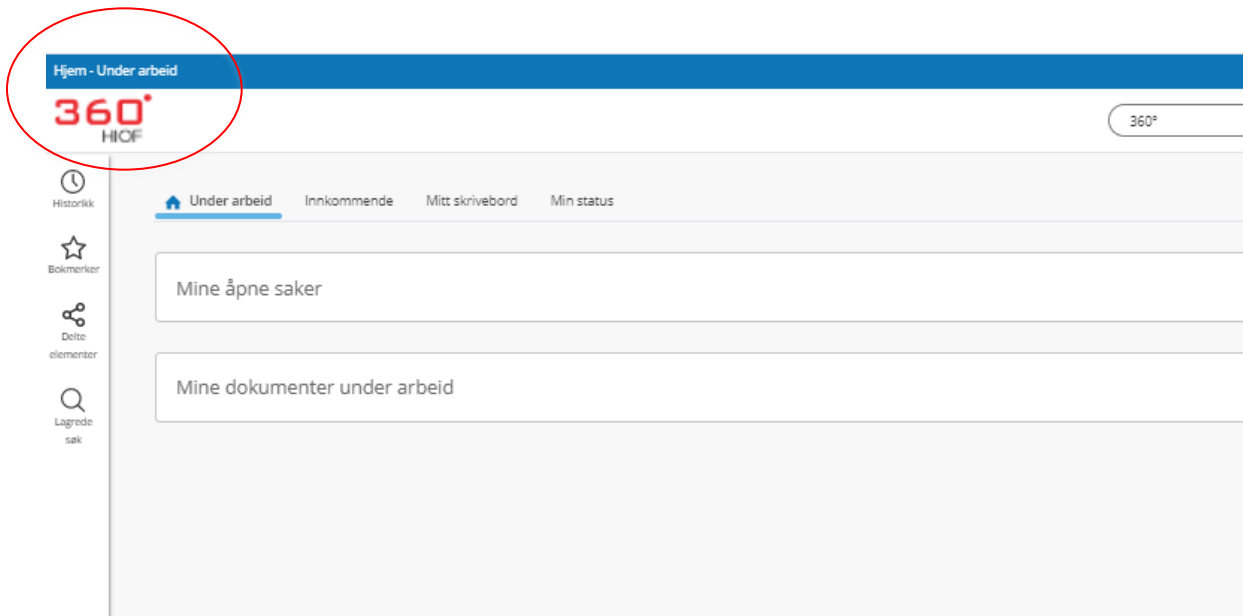 Hjem - Under arbeid
360°
HIOF
360°
Historikk
Under arbeid Innkommende Mitt skrivebord Min status
Bokmerker
Mine åpne saker
Delte
elementer
Mine dokumenter under arbeid
Lagrede
søk